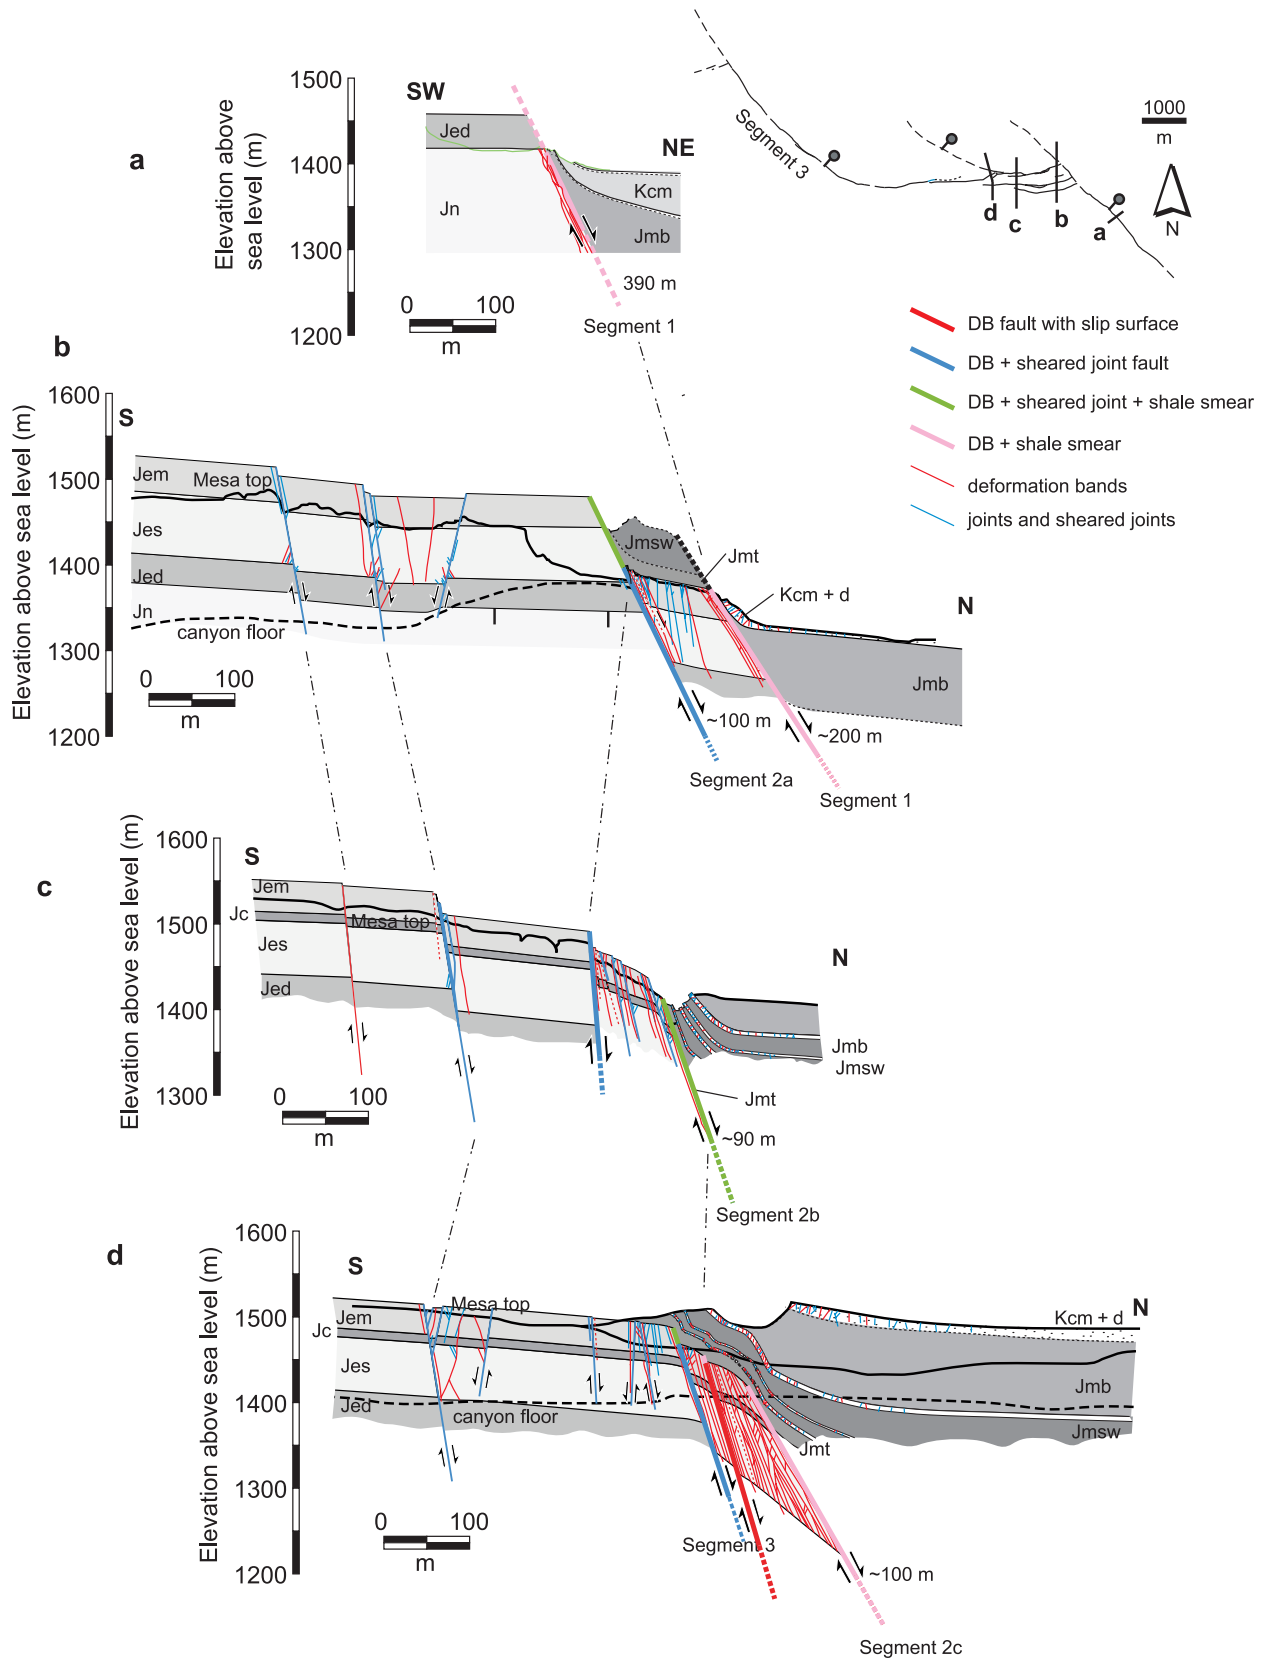 a
Elevation above
sea level (m)
1500
1400
1300
1200
SW
NE
Jed
Jn
Kcm
Jmb
390 m
0 100
m
Segment 1
Segment 3
d
c
b
a
1000
m
N
DB fault with slip surface
DB + sheared joint fault
DB + sheared joint + shale smear
DB + shale smear
deformation bands
joints and sheared joints
b
Elevation above sea level (m)
1600
1500
1400
1300
1200
S
N
Jem
Mesa top
Jes
Jed
Jn
canyon floor
Jmsw
Jmt
Kcm + d
Jmb
0 100
m
~100 m
~200 m
Segment 2a
Segment 1
c
Elevation above sea level (m)
1600
1500
1400
1300
S
N
Jem
Jc
Mesa top
Jes
Jed
Jmb
Jmsw
Jmt
0 100
m
~90 m
Segment 2b
d
Elevation above sea level (m)
1600
1500
1400
1300
1200
S
N
Mesa top
Jem
Jc
Jes
Jed
canyon floor
Kcm + d
Jmb
Jmsw
Jmt
0 100
m
Segment 3
~100 m
Segment 2c